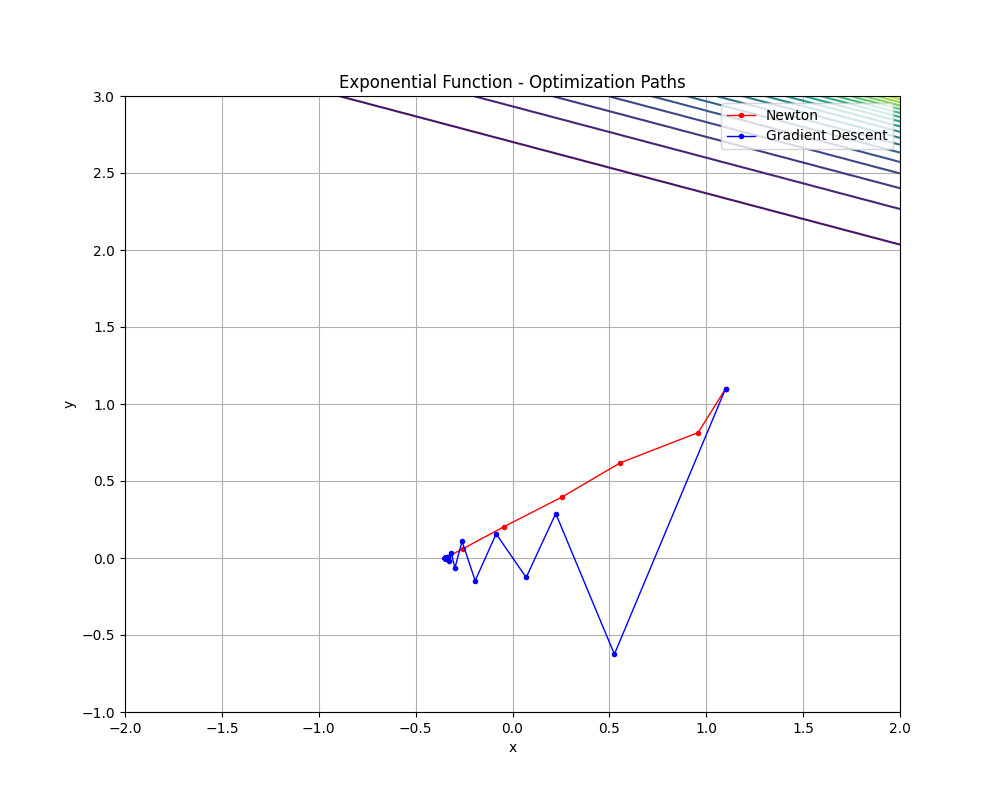 Exponential Function - Optimization Paths
Newton
Gradient Descent
3.0
2.5
2.0
1.5
1.0
0.5
0.0
−0.5
−1.0
y
−2.0 −1.5 −1.0 −0.5 0.0 0.5 1.0 1.5 2.0
x